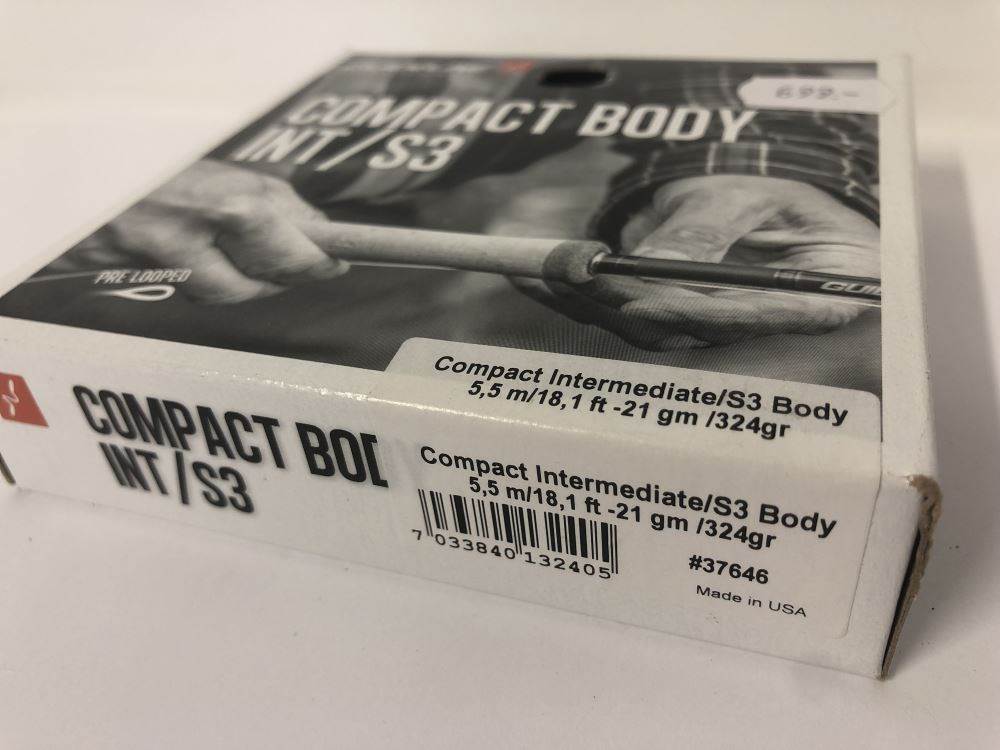 699.-
COMPACT BODY
INT/S3
PRE LOOPED
Compact Intermediate/S3 Body
5,5 m/18,1 ft -21 gm /324gr
COMPACT BOD
INT/S3
Compact Intermediate/S3 Body
5,5 m/18,1 ft -21 gm /324gr
7 033840 132405
#37646
Made in USA